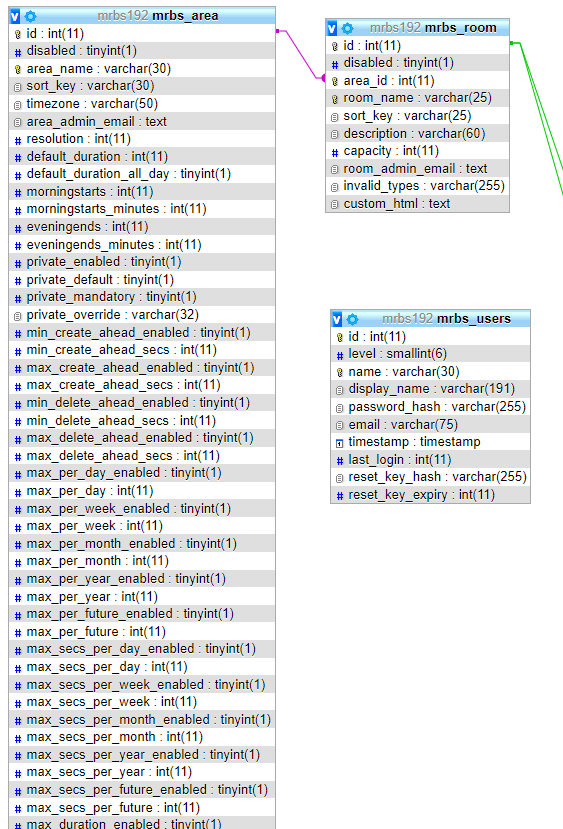 mrbs192 mrbs_area
id : int(11)
disabled : tinyint(1)
area_name : varchar(30)
sort_key : varchar(30)
timezone : varchar(50)
area_admin_email : text
resolution : int(11)
default_duration : int(11)
default_duration_all_day : tinyint(1)
morningstarts : int(11)
morningstarts_minutes : int(11)
eveningends : int(11)
eveningends_minutes : int(11)
private_enabled : tinyint(1)
private_default : tinyint(1)
private_mandatory : tinyint(1)
private_override : varchar(32)
min_create_ahead_enabled : tinyint(1)
min_create_ahead_secs : int(11)
max_create_ahead_enabled : tinyint(1)
max_create_ahead_secs : int(11)
min_delete_ahead_enabled : tinyint(1)
min_delete_ahead_secs : int(11)
max_delete_ahead_enabled : tinyint(1)
max_delete_ahead_secs : int(11)
max_per_day_enabled : tinyint(1)
max_per_day : int(11)
max_per_week_enabled : tinyint(1)
max_per_week : int(11)
max_per_month_enabled : tinyint(1)
max_per_month : int(11)
max_per_year_enabled : tinyint(1)
max_per_year : int(11)
max_per_future_enabled : tinyint(1)
max_per_future : int(11)
max_secs_per_day_enabled : tinyint(1)
max_secs_per_day : int(11)
max_secs_per_week_enabled : tinyint(1)
max_secs_per_week : int(11)
max_secs_per_month_enabled : tinyint(1)
max_secs_per_month : int(11)
max_secs_per_year_enabled : tinyint(1)
max_secs_per_year : int(11)
max_secs_per_future_enabled : tinyint(1)
max_secs_per_future : int(11)
max_duration_enabled : tinyint(1)
mrbs192 mrbs_room
id : int(11)
disabled : tinyint(1)
area_id : int(11)
room_name : varchar(25)
sort_key : varchar(25)
description : varchar(60)
capacity : int(11)
room_admin_email : text
invalid_types : varchar(255)
custom_html : text
mrbs192 mrbs_users
id : int(11)
level : smallint(6)
name : varchar(30)
display_name : varchar(191)
password_hash : varchar(255)
email : varchar(75)
timestamp : timestamp
last_login : int(11)
reset_key_hash : varchar(255)
reset_key_expiry : int(11)